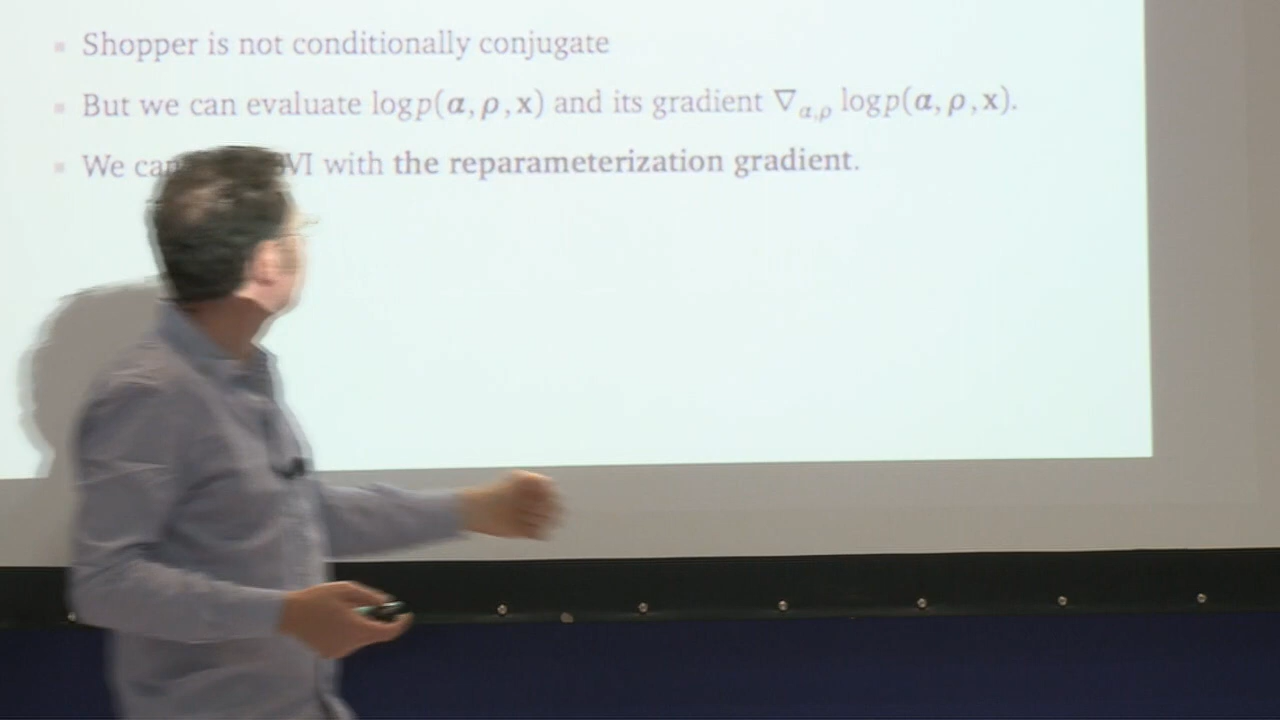 Shopper is not conditionally conjugate
But we can evaluate log p(α, ρ, x) and its gradient ∇α,ρ log p(α, ρ, x).
We can VI with the reparameterization gradient.